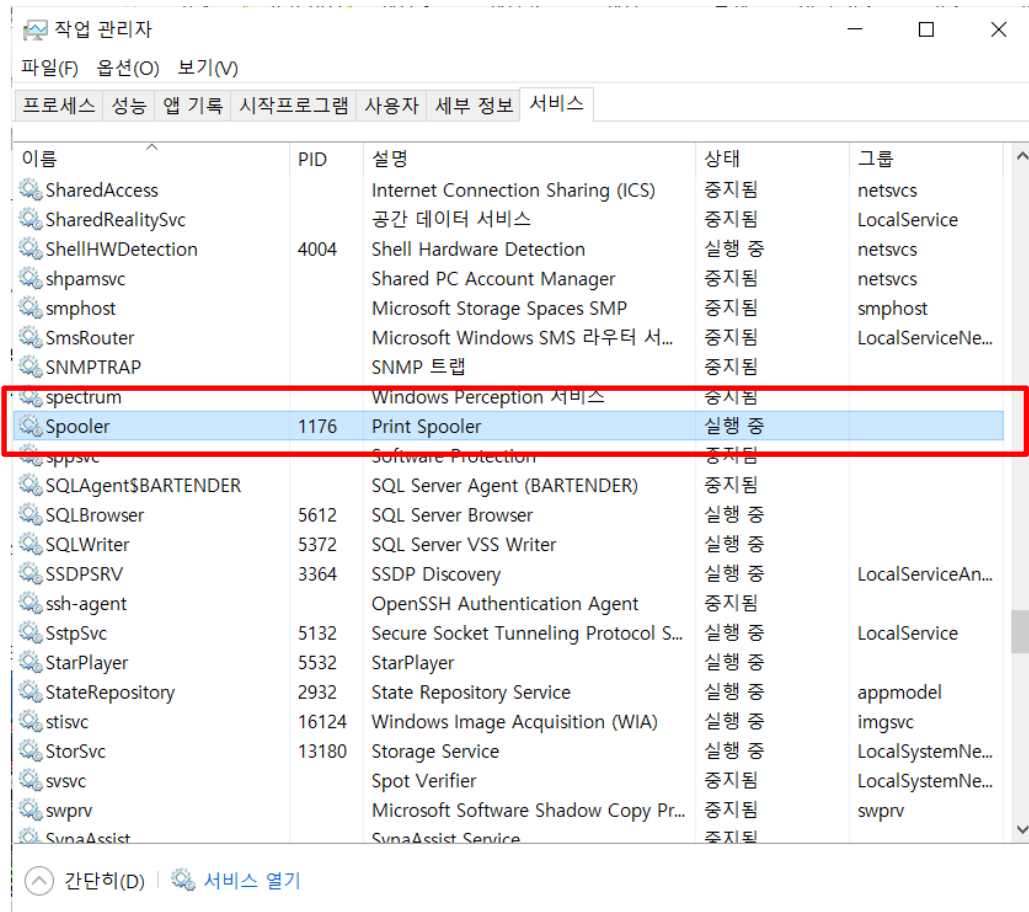 작업 관리자
파일(F) 옵션(O) 보기(V)
프로세스 성능 앱 기록 시작프로그램 사용자 세부 정보 서비스
이름 PID 설명 상태 그룹
SharedAccess Internet Connection Sharing (ICS) 중지됨 netsvcs
SharedRealitySvc 공간 데이터 서비스 중지됨 LocalService
ShellHWDetection 4004 Shell Hardware Detection 실행 중 netsvcs
shpamsvc Shared PC Account Manager 중지됨 netsvcs
smphost Microsoft Storage Spaces SMP 중지됨 smphost
SmsRouter Microsoft Windows SMS 라우터 서... 중지됨 LocalServiceNe...
SNMPTRAP SNMP 트랩 중지됨
spectrum Windows Perception 서비스 중지됨
Spooler 1176 Print Spooler 실행 중
sppsvc Software Protection 중지됨
SQLAgent$BARTENDER SQL Server Agent (BARTENDER) 중지됨
SQLBrowser 5612 SQL Server Browser 실행 중
SQLWriter 5372 SQL Server VSS Writer 실행 중
SSDPSRV 3364 SSDP Discovery 실행 중 LocalServiceAn...
ssh-agent OpenSSH Authentication Agent 중지됨
SstpSvc 5132 Secure Socket Tunneling Protocol S... 실행 중 LocalService
StarPlayer 5532 StarPlayer 실행 중
StateRepository 2932 State Repository Service 실행 중 appmodel
stisvc 16124 Windows Image Acquisition (WIA) 실행 중 imgsvc
StorSvc 13180 Storage Service 실행 중 LocalSystemNe...
svsvc Spot Verifier 중지됨 LocalSystemNe...
swprv Microsoft Software Shadow Copy Pr... 중지됨 swprv
SynaAssist SynaAssist Service 중지됨
간단히(D) 서비스 열기